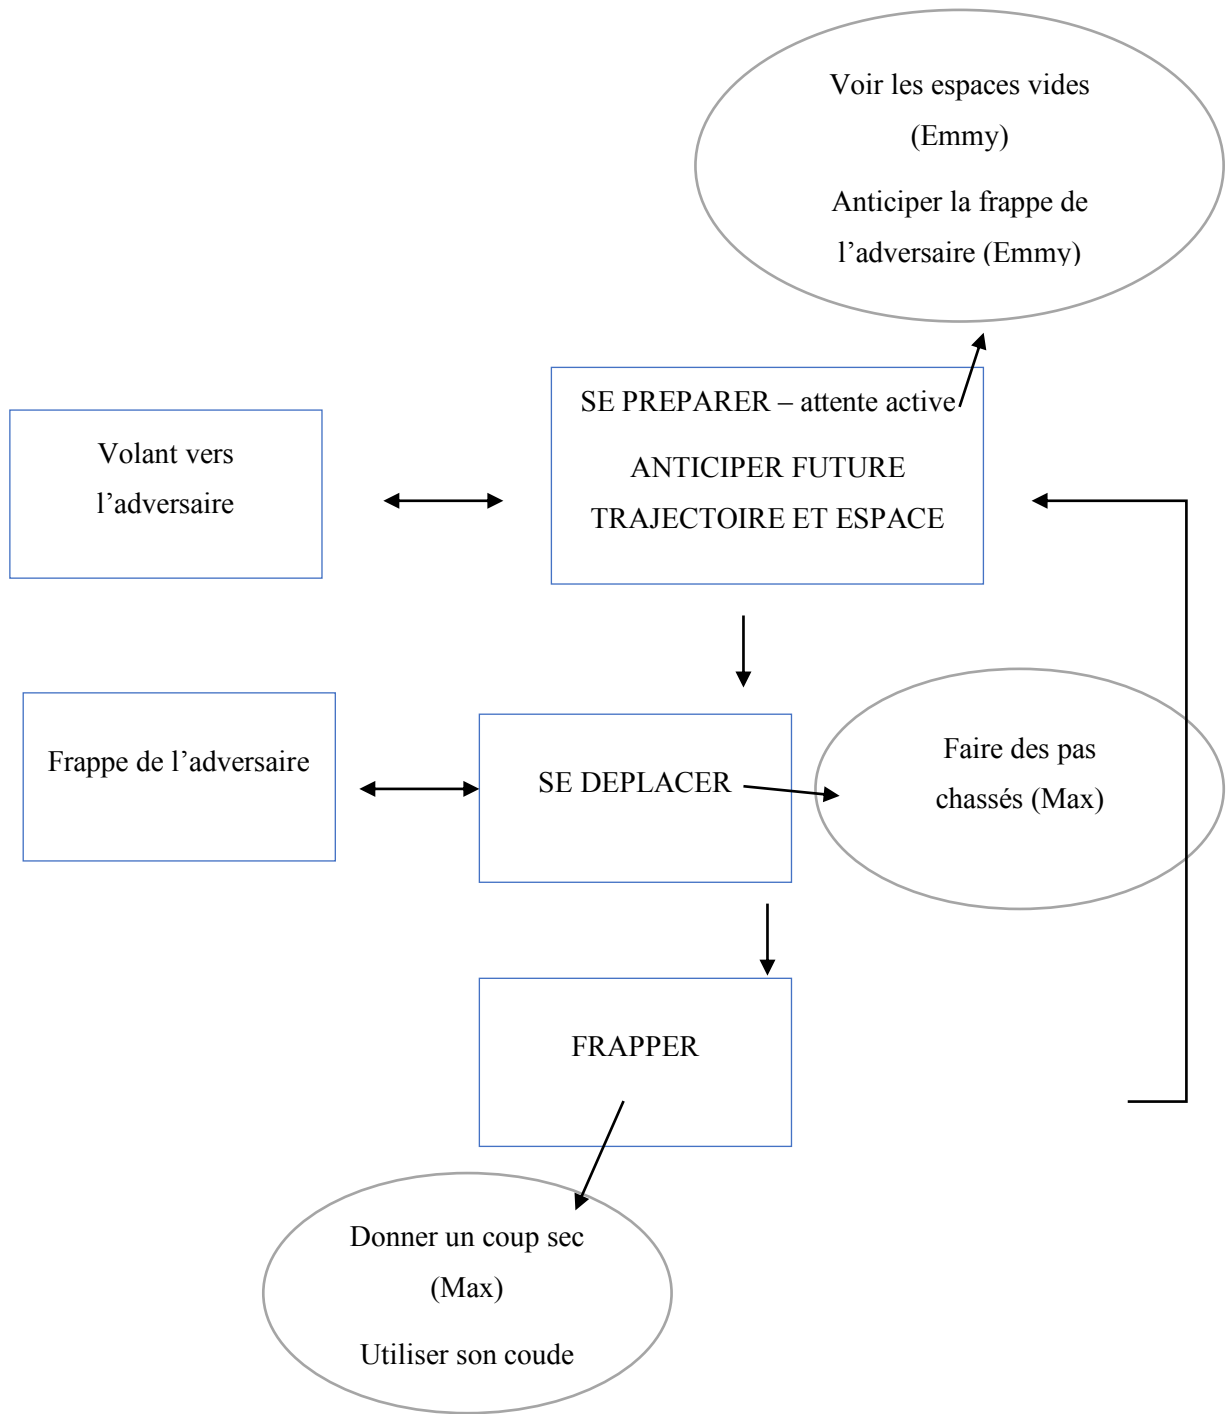 Voir les espaces vides
(Emmy)
Anticiper la frappe de
l’adversaire (Emmy)
SE PREPARER – attente active
ANTICIPER FUTURE
TRAJECTOIRE ET ESPACE
Volant vers
l’adversaire
Frappe de l’adversaire
SE DEPLACER
Faire des pas
chassés (Max)
FRAPPER
Donner un coup sec
(Max)
Utiliser son coude